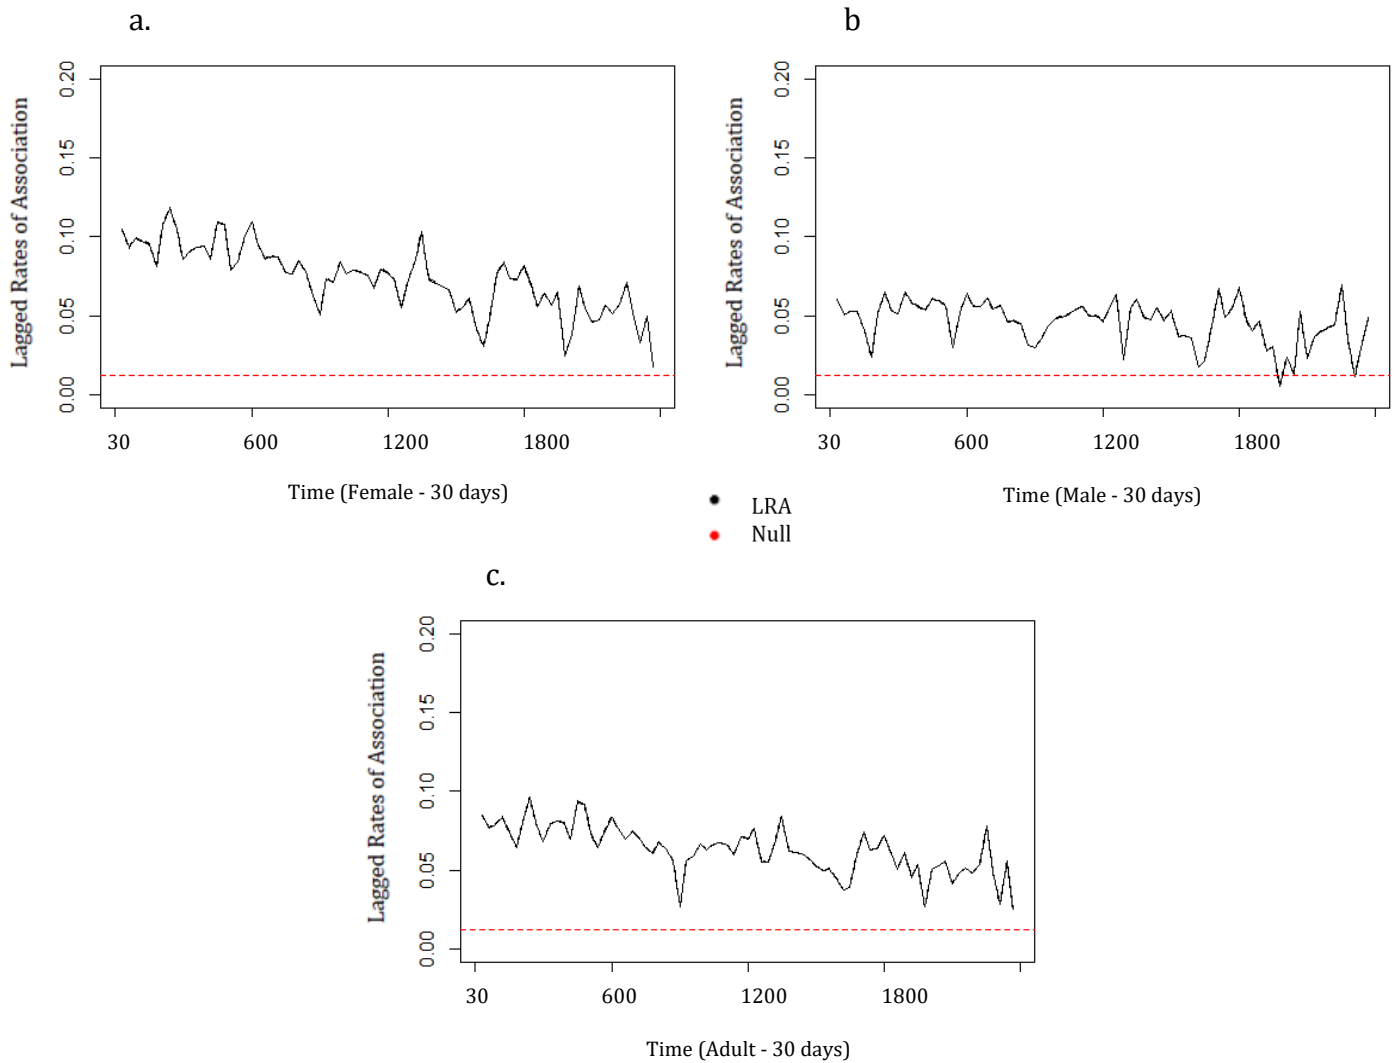 a.
Lagged Rates of Association
0.20
0.15
0.10
0.05
0.00
30 600 1200 1800
Time (Female - 30 days)
b
Lagged Rates of Association
0.20
0.15
0.10
0.05
0.00
30 600 1200 1800
Time (Male - 30 days)
LRA
Null
c.
Lagged Rates of Association
0.20
0.15
0.10
0.05
0.00
30 600 1200 1800
Time (Adult - 30 days)